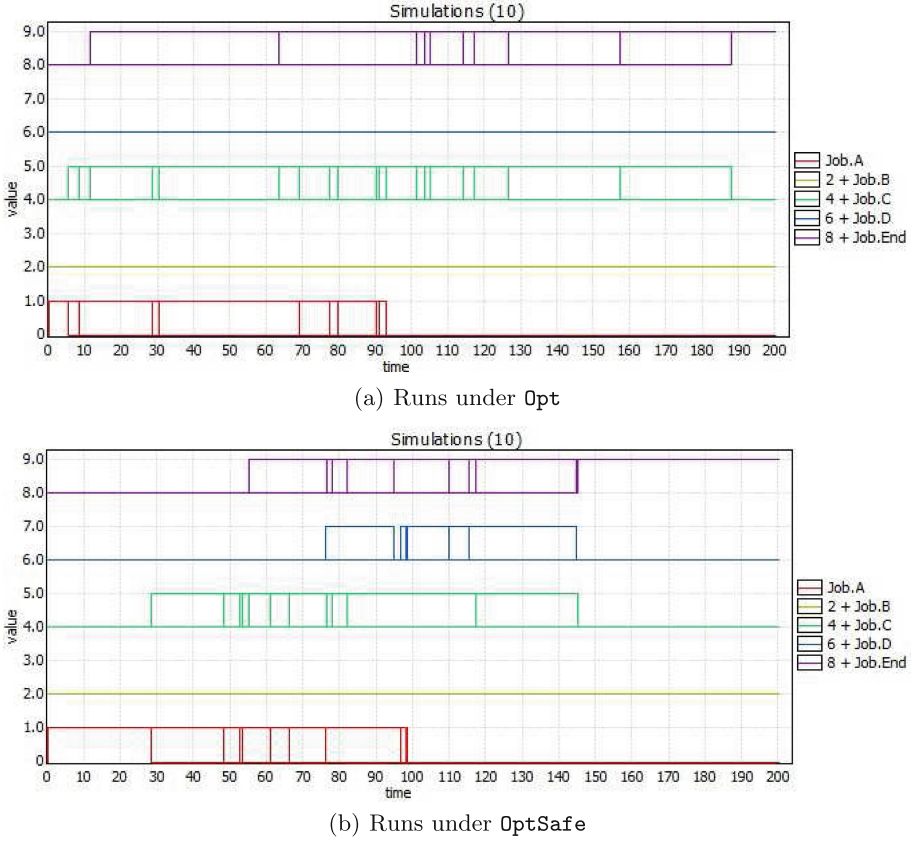 Simulations (10)
9.0
8.0
7.0
6.0
5.0
4.0
3.0
2.0
1.0
0
value
0 10 20 30 40 50 60 70 80 90 100 110 120 130 140 150 160 170 180 190 200
time
Job.A
2 + Job.B
4 + Job.C
6 + Job.D
8 + Job.End
(a) Runs under Opt
Simulations (10)
9.0
8.0
7.0
6.0
5.0
4.0
3.0
2.0
1.0
0
value
0 10 20 30 40 50 60 70 80 90 100 110 120 130 140 150 160 170 180 190 200
time
Job.A
2 + Job.B
4 + Job.C
6 + Job.D
8 + Job.End
(b) Runs under OptSafe